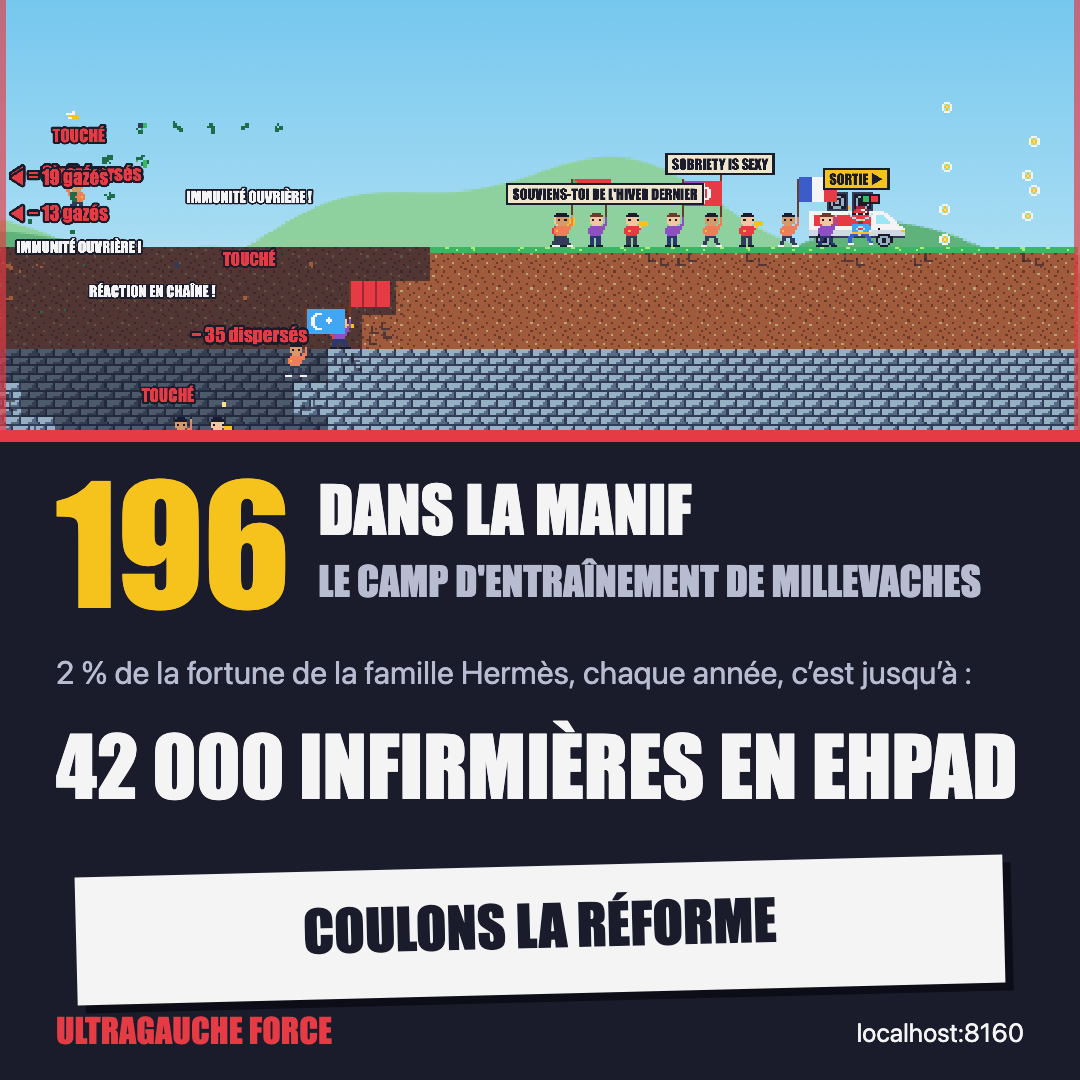 TOUCHÉ
– 19 gazés
– 13 gazés
IMMUNITÉ OUVRIÈRE !
SOBRIETY IS SEXY
SORTIE ▶
SOUVIENS-TOI DE L'HIVER DERNIER
IMMUNITÉ OUVRIÈRE !
TOUCHÉ
RÉACTION EN CHAÎNE !
– 35 dispersés
TOUCHÉ
196
DANS LA MANIF
LE CAMP D'ENTRAÎNEMENT DE MILLEVACHES
2 % de la fortune de la famille Hermès, chaque année, c’est jusqu’à :
42 000 INFIRMIÈRES EN EHPAD
COULONS LA RÉFORME
ULTRAGAUCHE FORCE
localhost:8160